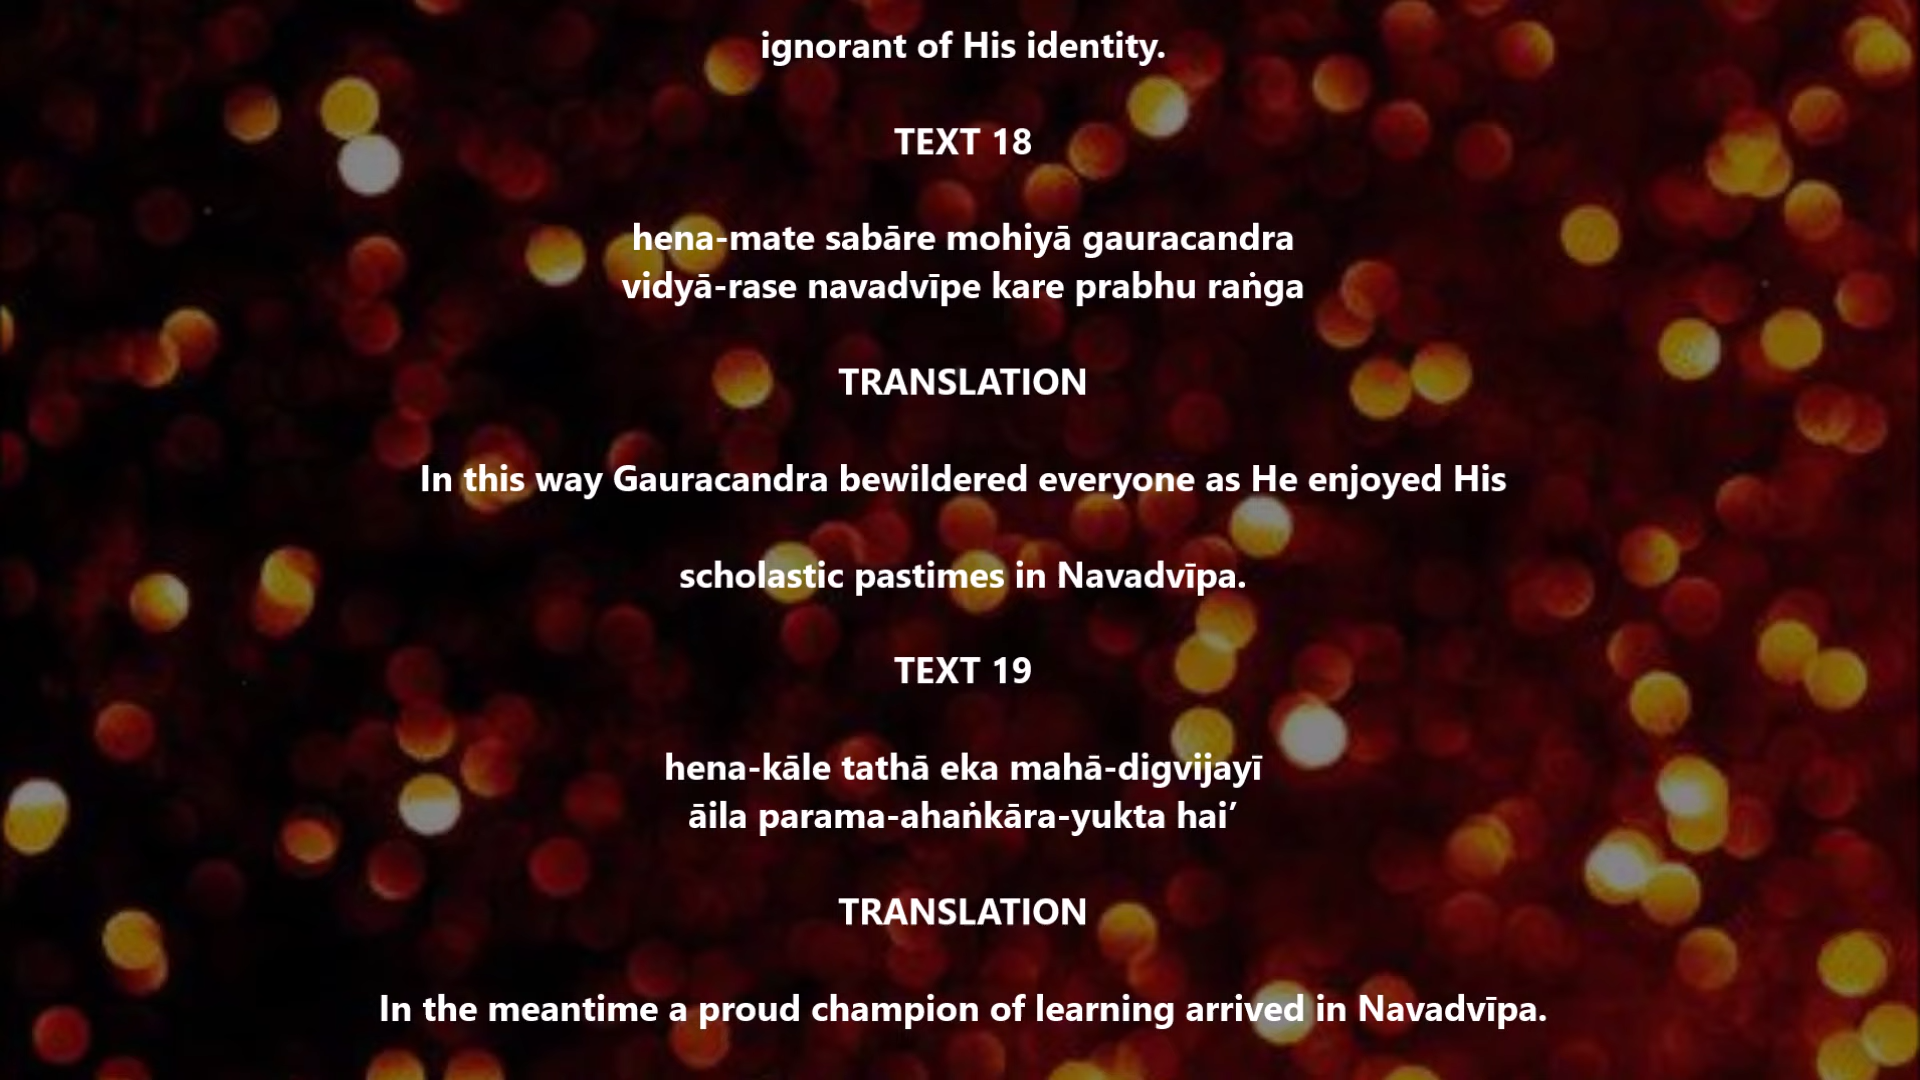 ignorant of His identity.
TEXT 18
hena-mate sabāre mohiyā gauracandra
vidyā-rase navadvīpe kare prabhu raṅga
TRANSLATION
In this way Gauracandra bewildered everyone as He enjoyed His
scholastic pastimes in Navadvīpa.
TEXT 19
hena-kāle tathā eka mahā-digvijayī
āila parama-ahaṅkāra-yukta hai’
TRANSLATION
In the meantime a proud champion of learning arrived in Navadvīpa.